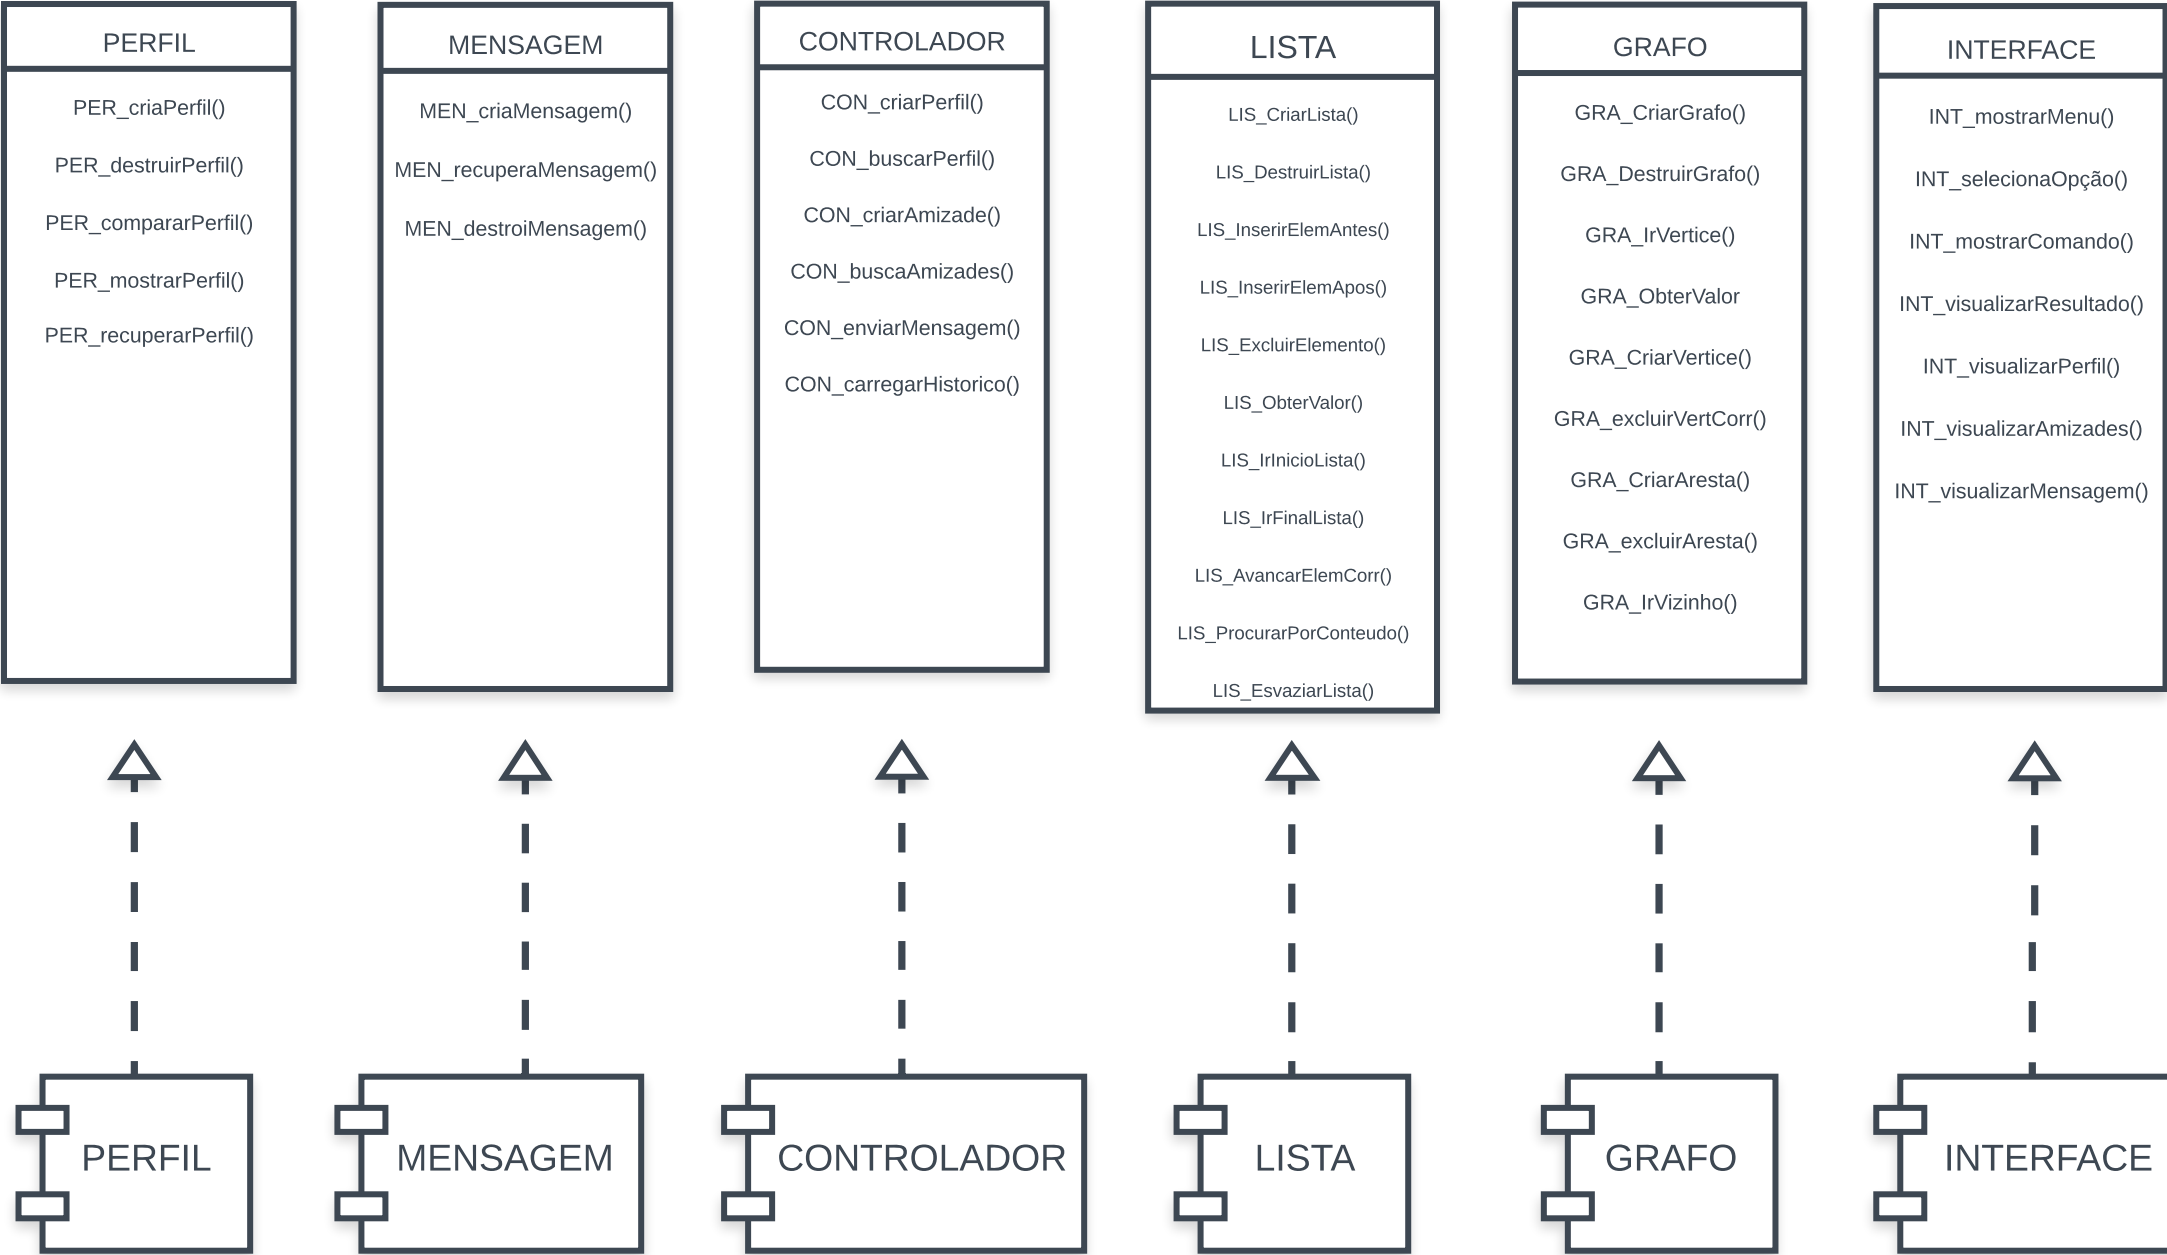 PERFIL
PER_criaPerfil()
PER_destruirPerfil()
PER_compararPerfil()
PER_mostrarPerfil()
PER_recuperarPerfil()
MENSAGEM
MEN_criaMensagem()
MEN_recuperaMensagem()
MEN_destroiMensagem()
CONTROLADOR
CON_criarPerfil()
CON_buscarPerfil()
CON_criarAmizade()
CON_buscaAmizades()
CON_enviarMensagem()
CON_carregarHistorico()
LISTA
LIS_CriarLista()
LIS_DestruirLista()
LIS_InserirElemAntes()
LIS_InserirElemApos()
LIS_ExcluirElemento()
LIS_ObterValor()
LIS_IrInicioLista()
LIS_IrFinalLista()
LIS_AvancarElemCorr()
LIS_ProcurarPorConteudo()
LIS_EsvaziarLista()
GRAFO
GRA_CriarGrafo()
GRA_DestruirGrafo()
GRA_IrVertice()
GRA_ObterValor
GRA_CriarVertice()
GRA_excluirVertCorr()
GRA_CriarAresta()
GRA_excluirAresta()
GRA_IrVizinho()
INTERFACE
INT_mostrarMenu()
INT_selecionaOpção()
INT_mostrarComando()
INT_visualizarResultado()
INT_visualizarPerfil()
INT_visualizarAmizades()
INT_visualizarMensagem()
PERFIL
MENSAGEM
CONTROLADOR
LISTA
GRAFO
INTERFACE